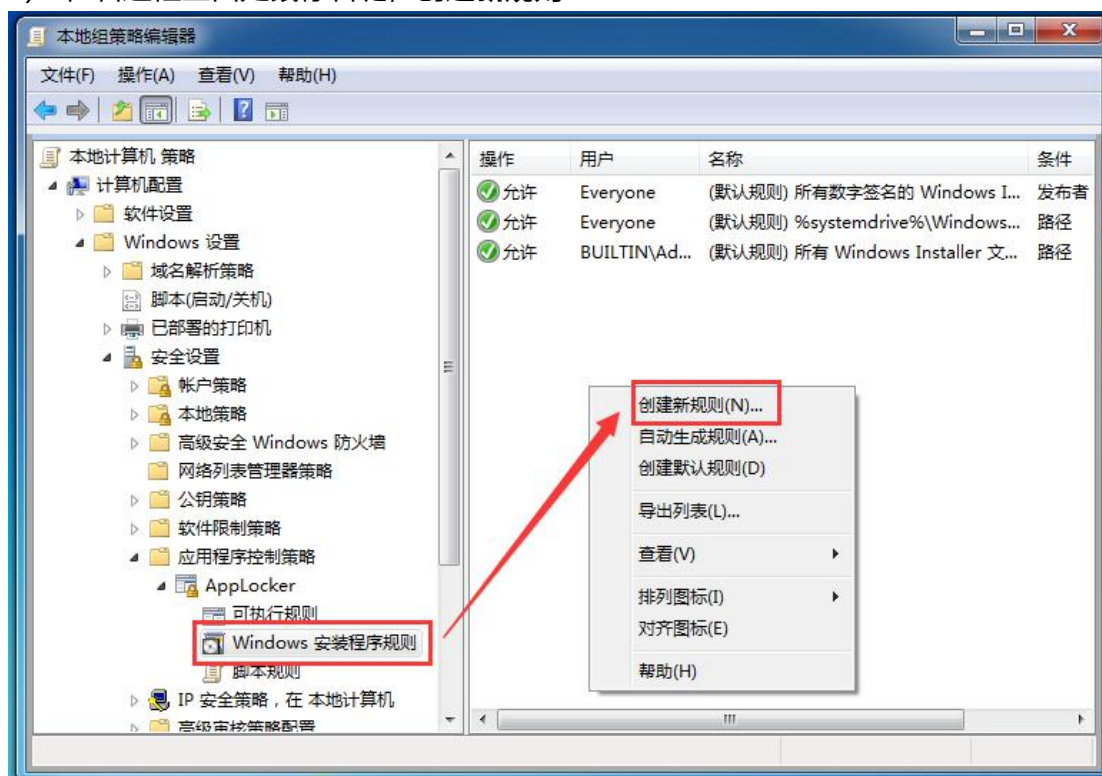 本地组策略编辑器
文件(F) 操作(A) 查看(V) 帮助(H)
本地计算机 策略
计算机配置
软件设置
Windows 设置
域名解析策略
脚本(启动/关机)
已部署的打印机
安全设置
帐户策略
本地策略
高级安全 Windows 防火墙
网络列表管理器策略
公钥策略
软件限制策略
应用程序控制策略
AppLocker
可执行规则
Windows 安装程序规则
脚本规则
IP 安全策略，在 本地计算机
高级审核策略配置
操作 用户 名称 条件
允许 Everyone (默认规则) 所有数字签名的 Windows I... 发布者
允许 Everyone (默认规则) %systemdrive%\Windows... 路径
允许 BUILTIN\Ad... (默认规则) 所有 Windows Installer 文... 路径
创建新规则(N)...
自动生成规则(A)...
创建默认规则(D)
导出列表(L)...
查看(V)
排列图标(I)
对齐图标(E)
帮助(H)